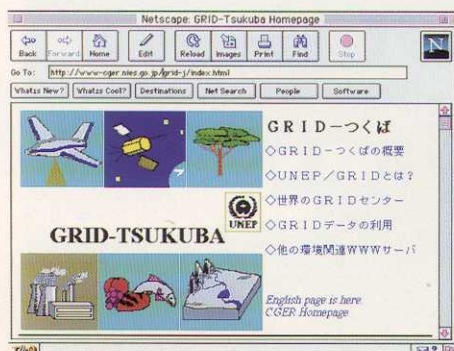 Netscape: GRID-Tsukuba Homepage
Back Forward Home Edit Reload Images Print Find Stop
N
Go To: http://www-cger.nies.go.jp/grid-j/index.html
What's New? What's Cool? Destinations Net Search People Software
GRID-つくば
◇GRID-つくばの概要
◇UNEP/GRIDとは?
◇世界のGRIDセンター
UNEP
◇GRIDデータの利用
GRID-TSUKUBA
◇他の環境関連WWWサーバ
English page is here.
CGER Homepage